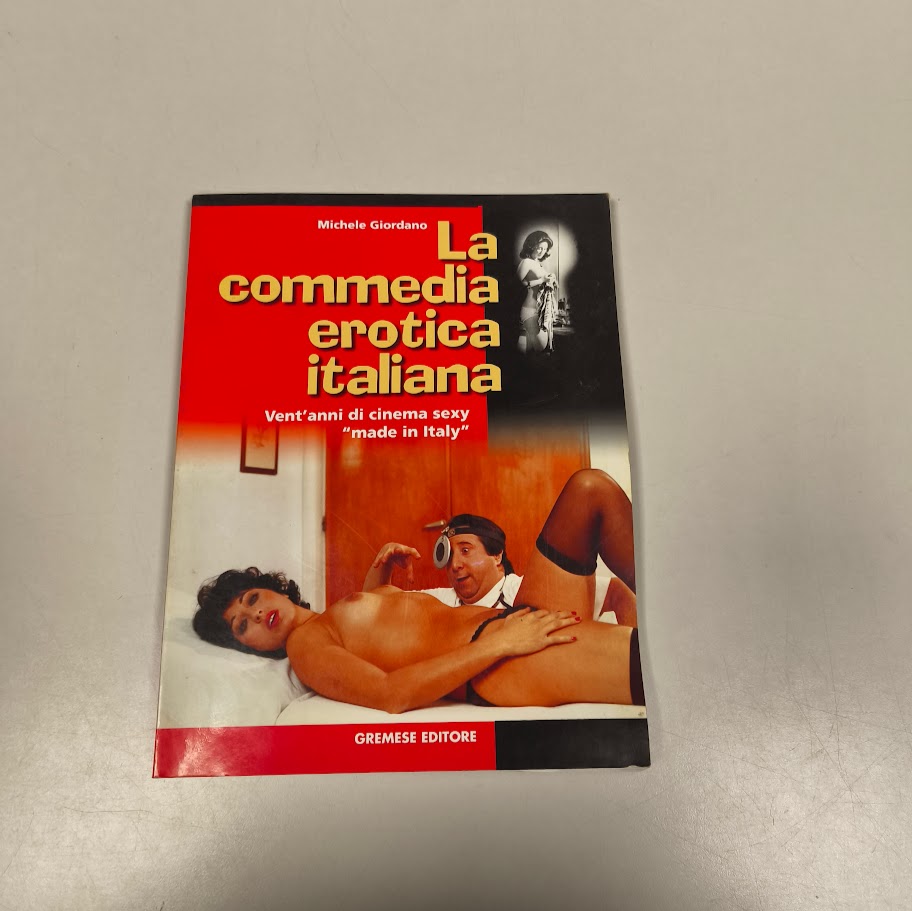 Michele Giordano
La
commedia
erotica
italiana
Vent'anni di cinema sexy
“made in Italy”
GREMESE EDITORE